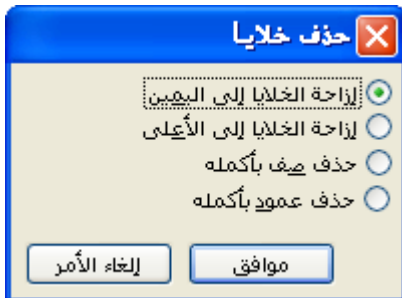 حذف خلايا
إزاحة الخلايا إلى اليمين
إزاحة الخلايا إلى الأعلى
حذف صف بأكمله
حذف عمود بأكمله
موافق
إلغاء الأمر